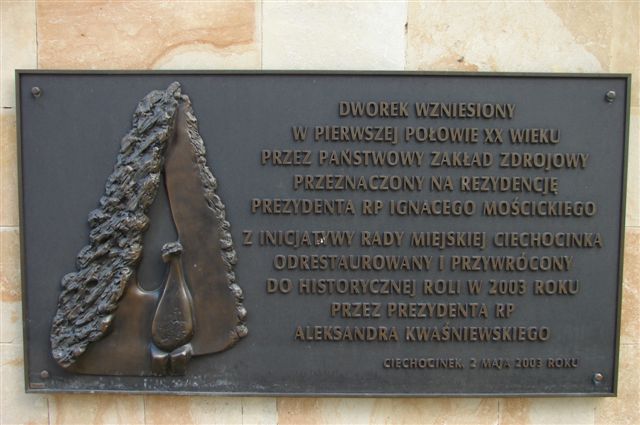 DWOREK WZNIESIONY
W PIERWSZEJ POŁOWIE XX WIEKU
PRZEZ PAŃSTWOWY ZAKŁAD ZDROJOWY
PRZEZNACZONY NA REZYDENCJĘ
PREZYDENTA RP IGNACEGO MOŚCICKIEGO
Z INICJATYWY RADY MIEJSKIEJ CIECHOCINKA
ODRESTAUROWANY I PRZYWRÓCONY
DO HISTORYCZNEJ ROLI W 2003 ROKU
PRZEZ PREZYDENTA RP
ALEKSANDRA KWAŚNIEWSKIEGO
CIECHOCINEK, 2 MAJA 2003 ROKU